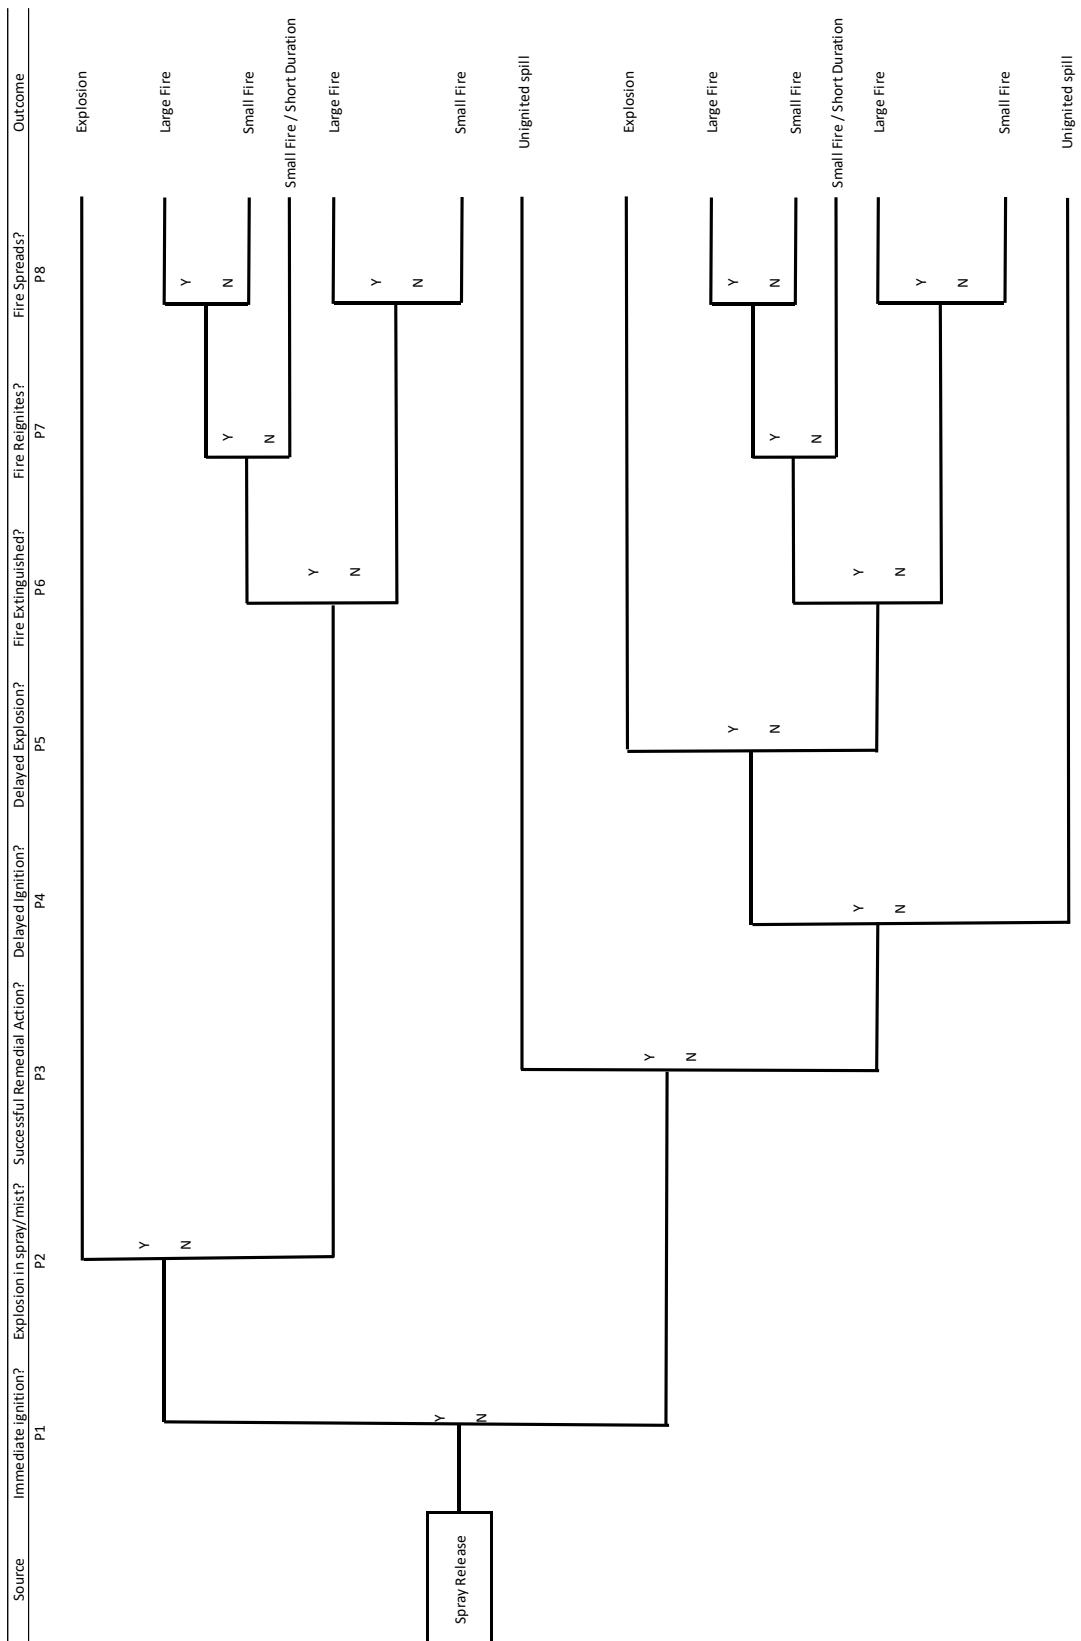 Source Immediate ignition? Explosion in spray/mist? Successful Remedial Action? Delayed Ignition? Delayed Explosion? Fire Extinguished? Fire Reignites? Fire Spreads? Outcome
P1 P2 P3 P4 P5 P6 P7 P8
Explosion
Y
N
Large Fire
Y
N
Small Fire
Y
N
Small Fire / Short Duration
Y
N
Large Fire
Y
N
Small Fire
Spray Release
Y
N
Unignited spill
Y
N
Explosion
Y
N
Large Fire
Y
N
Small Fire
Y
N
Small Fire / Short Duration
Y
N
Large Fire
Y
N
Y
N
Small Fire
Unignited spill